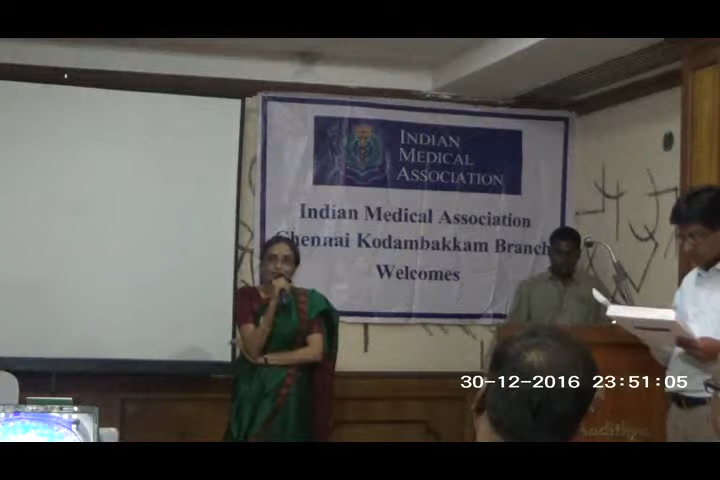 INDIAN
MEDICAL
ASSOCIATION
Indian Medical Association
Chennai Kodambakkam Branch
Welcomes
30-12-2016 23:51:05